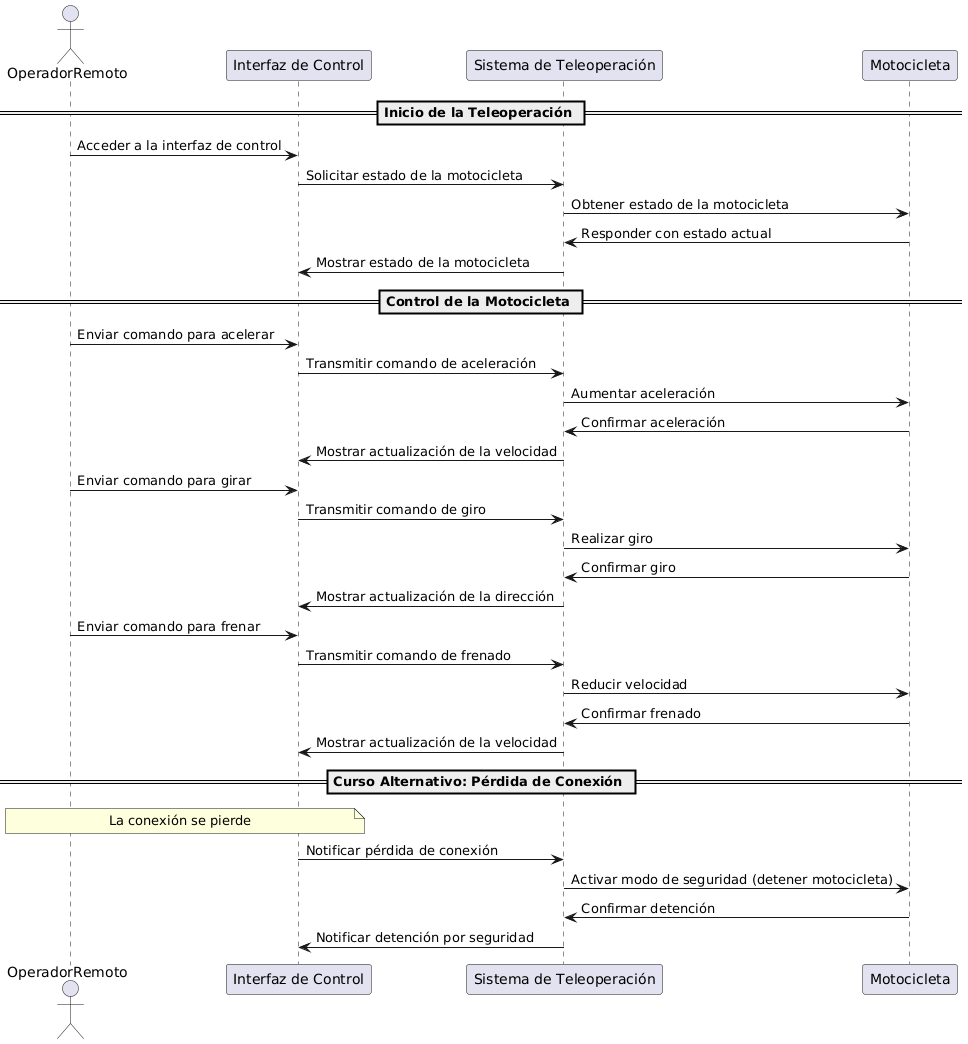 OperadorRemoto
Interfaz de Control
Sistema de Teleoperación
Motocicleta
Inicio de la Teleoperación
Acceder a la interfaz de control
Solicitar estado de la motocicleta
Obtener estado de la motocicleta
Responder con estado actual
Mostrar estado de la motocicleta
Control de la Motocicleta
Enviar comando para acelerar
Transmitir comando de aceleración
Aumentar aceleración
Confirmar aceleración
Mostrar actualización de la velocidad
Enviar comando para girar
Transmitir comando de giro
Realizar giro
Confirmar giro
Mostrar actualización de la dirección
Enviar comando para frenar
Transmitir comando de frenado
Reducir velocidad
Confirmar frenado
Mostrar actualización de la velocidad
Curso Alternativo: Pérdida de Conexión
La conexión se pierde
Notificar pérdida de conexión
Activar modo de seguridad (detener motocicleta)
Confirmar detención
Notificar detención por seguridad
OperadorRemoto
Interfaz de Control
Sistema de Teleoperación
Motocicleta